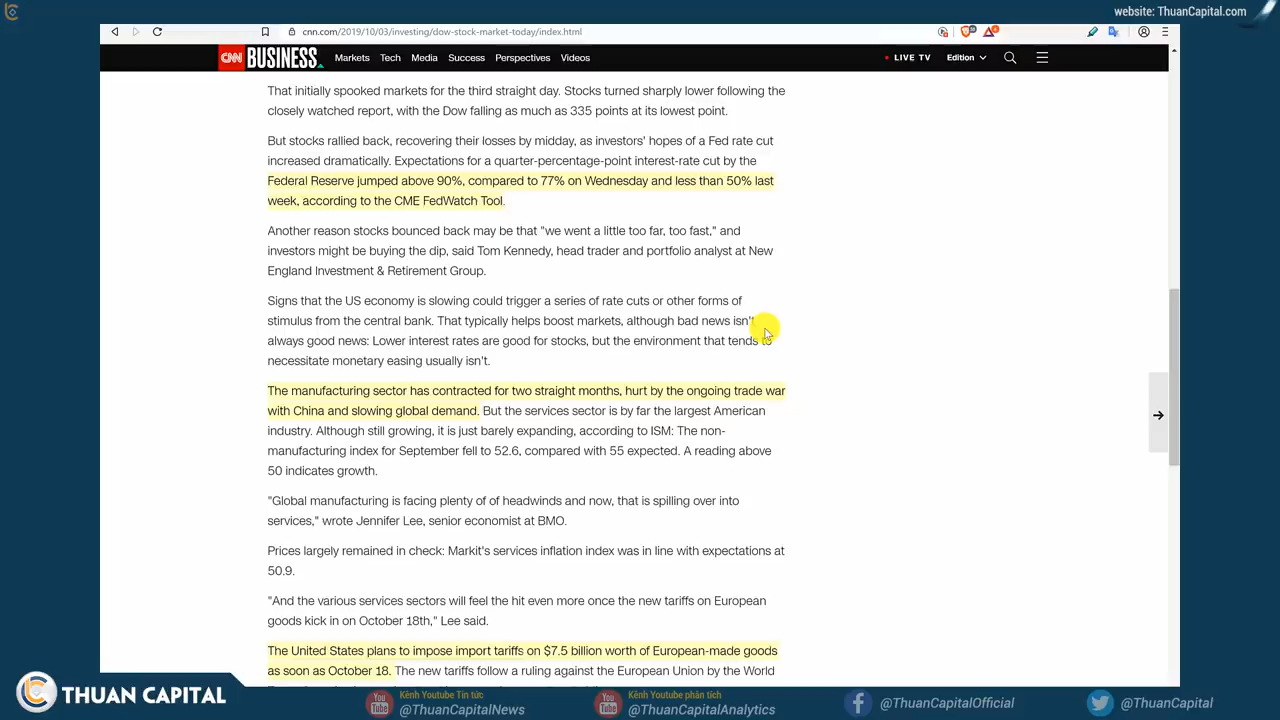 website: ThuanCapital.com
cnn.com/2019/10/03/investing/dow-stock-market-today/index.html
CNN BUSINESS Markets Tech Media Success Perspectives Videos LIVE TV Edition
That initially spooked markets for the third straight day. Stocks turned sharply lower following the
closely watched report, with the Dow falling as much as 335 points at its lowest point.
But stocks rallied back, recovering their losses by midday, as investors' hopes of a Fed rate cut
increased dramatically. Expectations for a quarter-percentage-point interest-rate cut by the
Federal Reserve jumped above 90%, compared to 77% on Wednesday and less than 50% last
week, according to the CME FedWatch Tool.
Another reason stocks bounced back may be that "we went a little too far, too fast," and
investors might be buying the dip, said Tom Kennedy, head trader and portfolio analyst at New
England Investment & Retirement Group.
Signs that the US economy is slowing could trigger a series of rate cuts or other forms of
stimulus from the central bank. That typically helps boost markets, although bad news isn't
always good news: Lower interest rates are good for stocks, but the environment that tends to
necessitate monetary easing usually isn't.
The manufacturing sector has contracted for two straight months, hurt by the ongoing trade war
with China and slowing global demand. But the services sector is by far the largest American
industry. Although still growing, it is just barely expanding, according to ISM: The non-
manufacturing index for September fell to 52.6, compared with 55 expected. A reading above
50 indicates growth.
"Global manufacturing is facing plenty of of headwinds and now, that is spilling over into
services," wrote Jennifer Lee, senior economist at BMO.
Prices largely remained in check: Markit's services inflation index was in line with expectations at
50.9.
"And the various services sectors will feel the hit even more once the new tariffs on European
goods kick in on October 18th," Lee said.
The United States plans to impose import tariffs on $7.5 billion worth of European-made goods
as soon as October 18. The new tariffs follow a ruling against the European Union by the World
THUAN CAPITAL
Kênh Youtube Tin tức:
@ThuanCapitalNews
Kênh Youtube phân tích
@ThuanCapitalAnalytics
@ThuanCapitalOfficial
@ThuanCapital